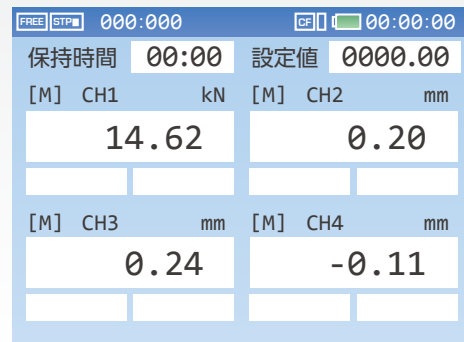 FREE STP■ 000:000 CF 00:00:00
保持時間 00:00 設定値 0000.00
[M] CH1 kN [M] CH2 mm
14.62 0.20
[M] CH3 mm [M] CH4 mm
0.24 -0.11